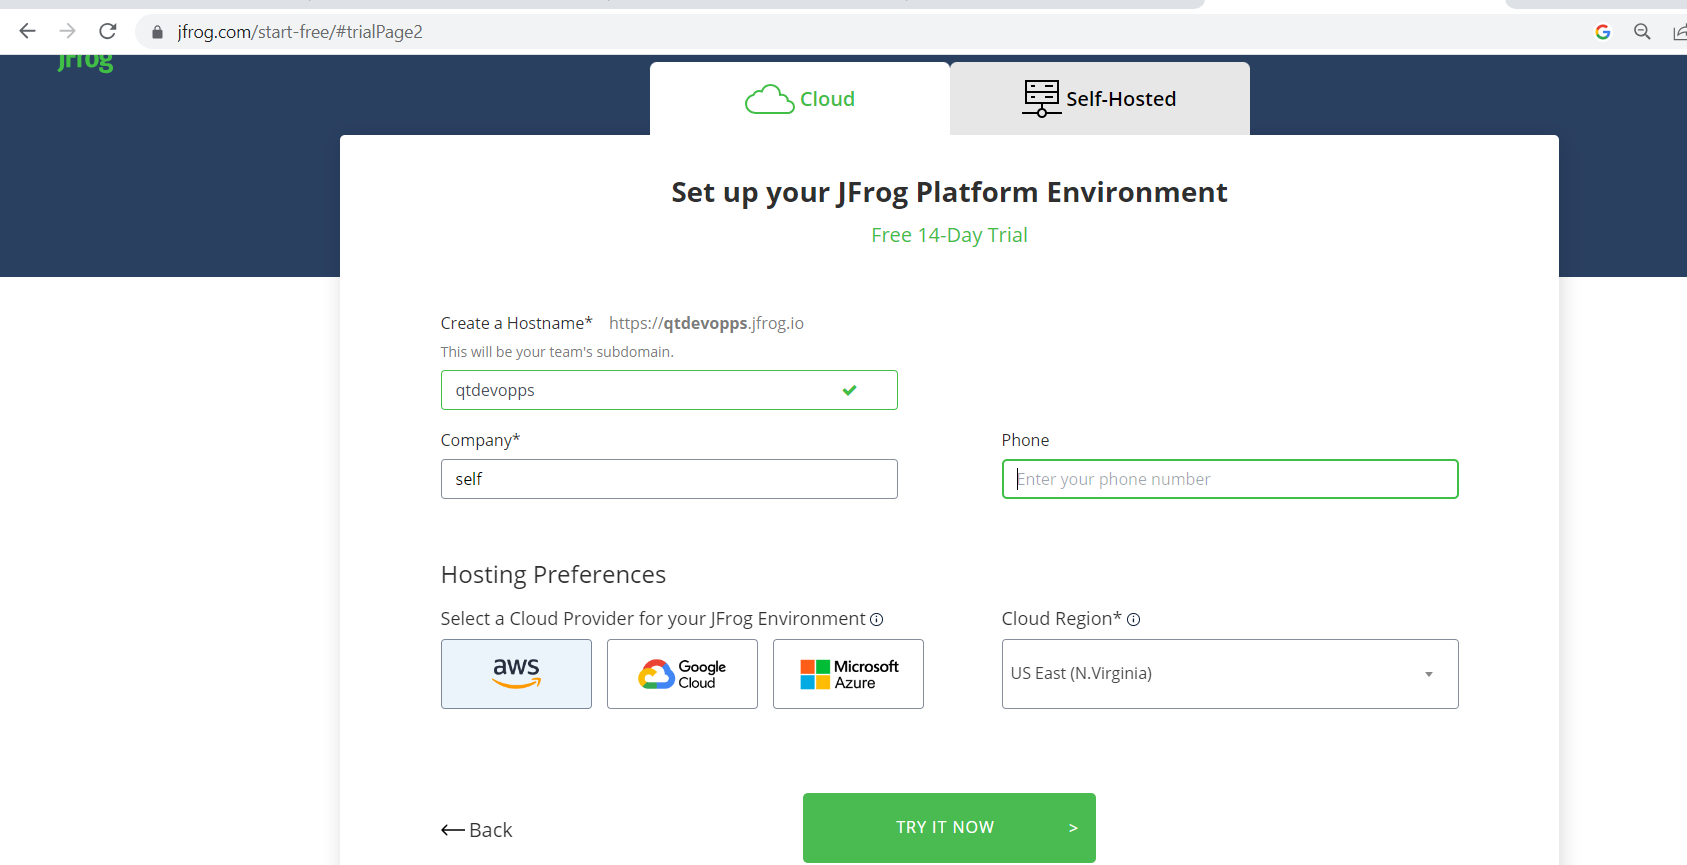 jfrog.com/start-free/#trialPage2
JFrog
Cloud
Self-Hosted
Set up your JFrog Platform Environment
Free 14-Day Trial
Create a Hostname* https://qtdevopps.jfrog.io
This will be your team's subdomain.
qtdevopps
Company*
Phone
self
Enter your phone number
Hosting Preferences
Select a Cloud Provider for your JFrog Environment
Cloud Region*
aws
Google Cloud
Microsoft Azure
US East (N.Virginia)
Back
TRY IT NOW >